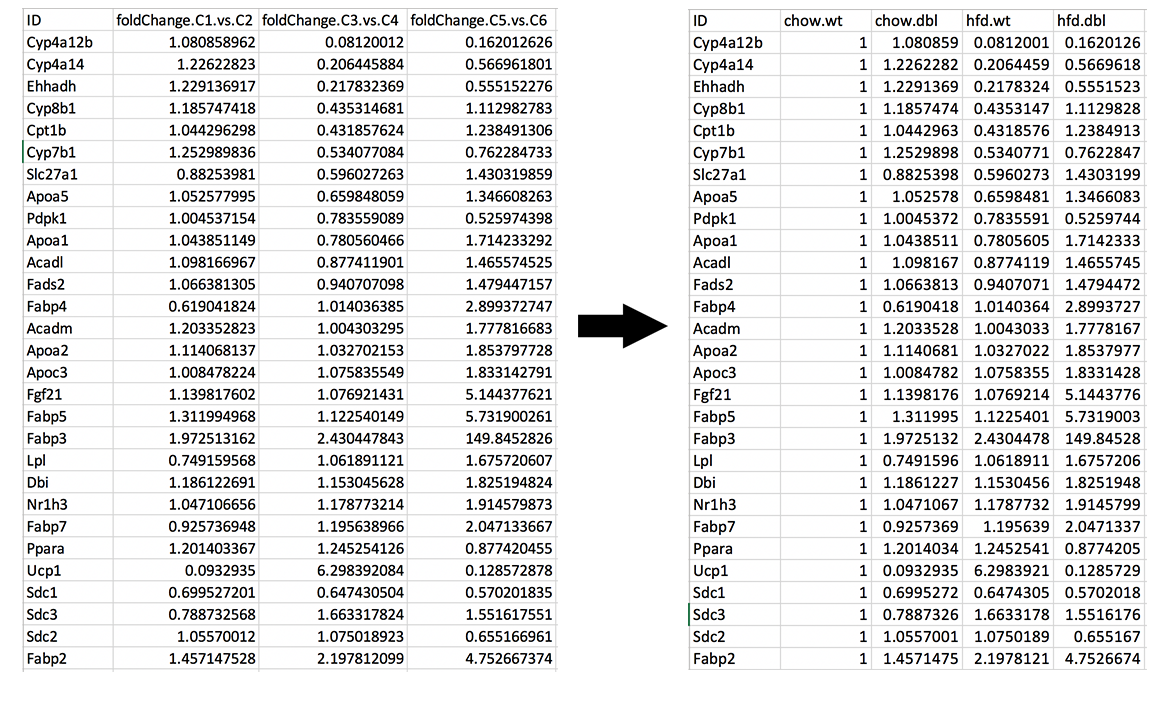 ID foldChange.C1.vs.C2 foldChange.C3.vs.C4 foldChange.C5.vs.C6
Cyp4a12b 1.080858962 0.08120012 0.162012626
Cyp4a14 1.22622823 0.206445884 0.566961801
Ehhadh 1.229136917 0.217832369 0.555152276
Cyp8b1 1.185747418 0.435314681 1.112982783
Cpt1b 1.044296298 0.431857624 1.238491306
Cyp7b1 1.252989836 0.534077084 0.762284733
Slc27a1 0.88253981 0.596027263 1.430319859
Apoa5 1.052577995 0.659848059 1.346608263
Pdpk1 1.004537154 0.783559089 0.525974398
Apoa1 1.043851149 0.780560466 1.714233292
Acadl 1.098166967 0.877411901 1.465574525
Fads2 1.066381305 0.940707098 1.479447157
Fabp4 0.619041824 1.014036385 2.899372747
Acadm 1.203352823 1.004303295 1.777816683
Apoa2 1.114068137 1.032702153 1.853797728
Apoc3 1.008478224 1.075835549 1.833142791
Fgf21 1.139817602 1.076921431 5.144377621
Fabp5 1.311994968 1.122540149 5.731900261
Fabp3 1.972513162 2.430447843 149.8452826
Lpl 0.749159568 1.061891121 1.675720607
Dbi 1.186122691 1.153045628 1.825194824
Nr1h3 1.047106656 1.178773214 1.914579873
Fabp7 0.925736948 1.195638966 2.047133667
Ppara 1.201403367 1.245254126 0.877420455
Ucp1 0.0932935 6.298392084 0.128572878
Sdc1 0.699527201 0.647430504 0.570201835
Sdc3 0.788732568 1.663317824 1.551617551
Sdc2 1.05570012 1.075018923 0.655166961
Fabp2 1.457147528 2.197812099 4.752667374
ID chow.wt chow.dbl hfd.wt hfd.dbl
Cyp4a12b 1 1.080859 0.0812001 0.1620126
Cyp4a14 1 1.2262282 0.2064459 0.5669618
Ehhadh 1 1.2291369 0.2178324 0.5551523
Cyp8b1 1 1.1857474 0.4353147 1.1129828
Cpt1b 1 1.0442963 0.4318576 1.2384913
Cyp7b1 1 1.2529898 0.5340771 0.7622847
Slc27a1 1 0.8825398 0.5960273 1.4303199
Apoa5 1 1.052578 0.6598481 1.3466083
Pdpk1 1 1.0045372 0.7835591 0.5259744
Apoa1 1 1.0438511 0.7805605 1.7142333
Acadl 1 1.098167 0.8774119 1.4655745
Fads2 1 1.0663813 0.9407071 1.4794472
Fabp4 1 0.6190418 1.0140364 2.8993727
Acadm 1 1.2033528 1.0043033 1.7778167
Apoa2 1 1.1140681 1.0327022 1.8537977
Apoc3 1 1.0084782 1.0758355 1.8331428
Fgf21 1 1.1398176 1.0769214 5.1443776
Fabp5 1 1.311995 1.1225401 5.7319003
Fabp3 1 1.9725132 2.4304478 149.84528
Lpl 1 0.7491596 1.0618911 1.6757206
Dbi 1 1.1861227 1.1530456 1.8251948
Nr1h3 1 1.0471067 1.1787732 1.9145799
Fabp7 1 0.9257369 1.195639 2.0471337
Ppara 1 1.2014034 1.2452541 0.8774205
Ucp1 1 0.0932935 6.2983921 0.1285729
Sdc1 1 0.6995272 0.6474305 0.5702018
Sdc3 1 0.7887326 1.6633178 1.5516176
Sdc2 1 1.0557001 1.0750189 0.655167
Fabp2 1 1.4571475 2.1978121 4.7526674